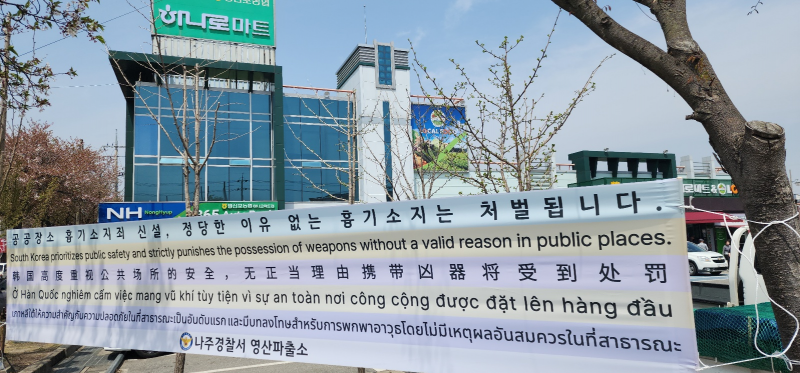 하나로마트
LOCAL
NH NongHyup
365
공공장소 흉기소지죄 신설, 정당한 이유 없는 흉기소지는 처벌됩니다.
South Korea prioritizes public safety and strictly punishes the possession of weapons without a valid reason in public places.
韩国高度重视公共场所的安全，无正当理由携带凶器将受到处罚
Ở Hàn Quốc nghiêm cấm việc mang vũ khí tùy tiện vì sự an toàn nơi công cộng được đặt lên hàng đầu
เกาหลีใต้ให้ความสำคัญกับความปลอดภัยในที่สาธารณะเป็นอันดับแรก และมีบทลงโทษสำหรับการพกพาอาวุธโดยไม่มีเหตุผลอันสมควรในที่สาธารณะ
나주경찰서 영산파출소